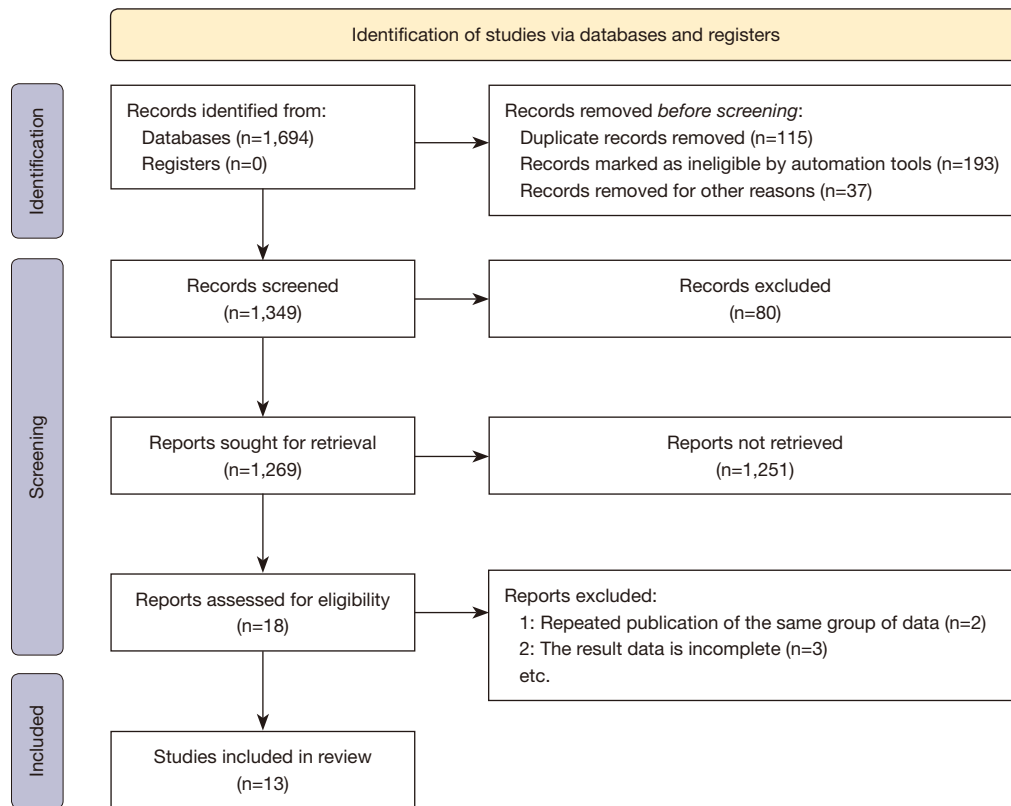 Identification of studies via databases and registers
Identification
Records identified from:
Databases (n=1,694)
Registers (n=0)
Records removed before screening:
Duplicate records removed (n=115)
Records marked as ineligible by automation tools (n=193)
Records removed for other reasons (n=37)
Screening
Records screened
(n=1,349)
Records excluded
(n=80)
Reports sought for retrieval
(n=1,269)
Reports not retrieved
(n=1,251)
Reports assessed for eligibility
(n=18)
Reports excluded:
1: Repeated publication of the same group of data (n=2)
2: The result data is incomplete (n=3)
etc.
Included
Studies included in review
(n=13)